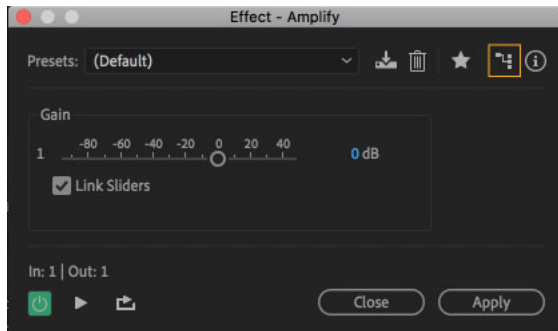 Effect - Amplify
Presets: (Default)
Gain
-80 -60 -40 -20 0 20 40
1 0 dB
Link Sliders
In: 1 | Out: 1
Close Apply